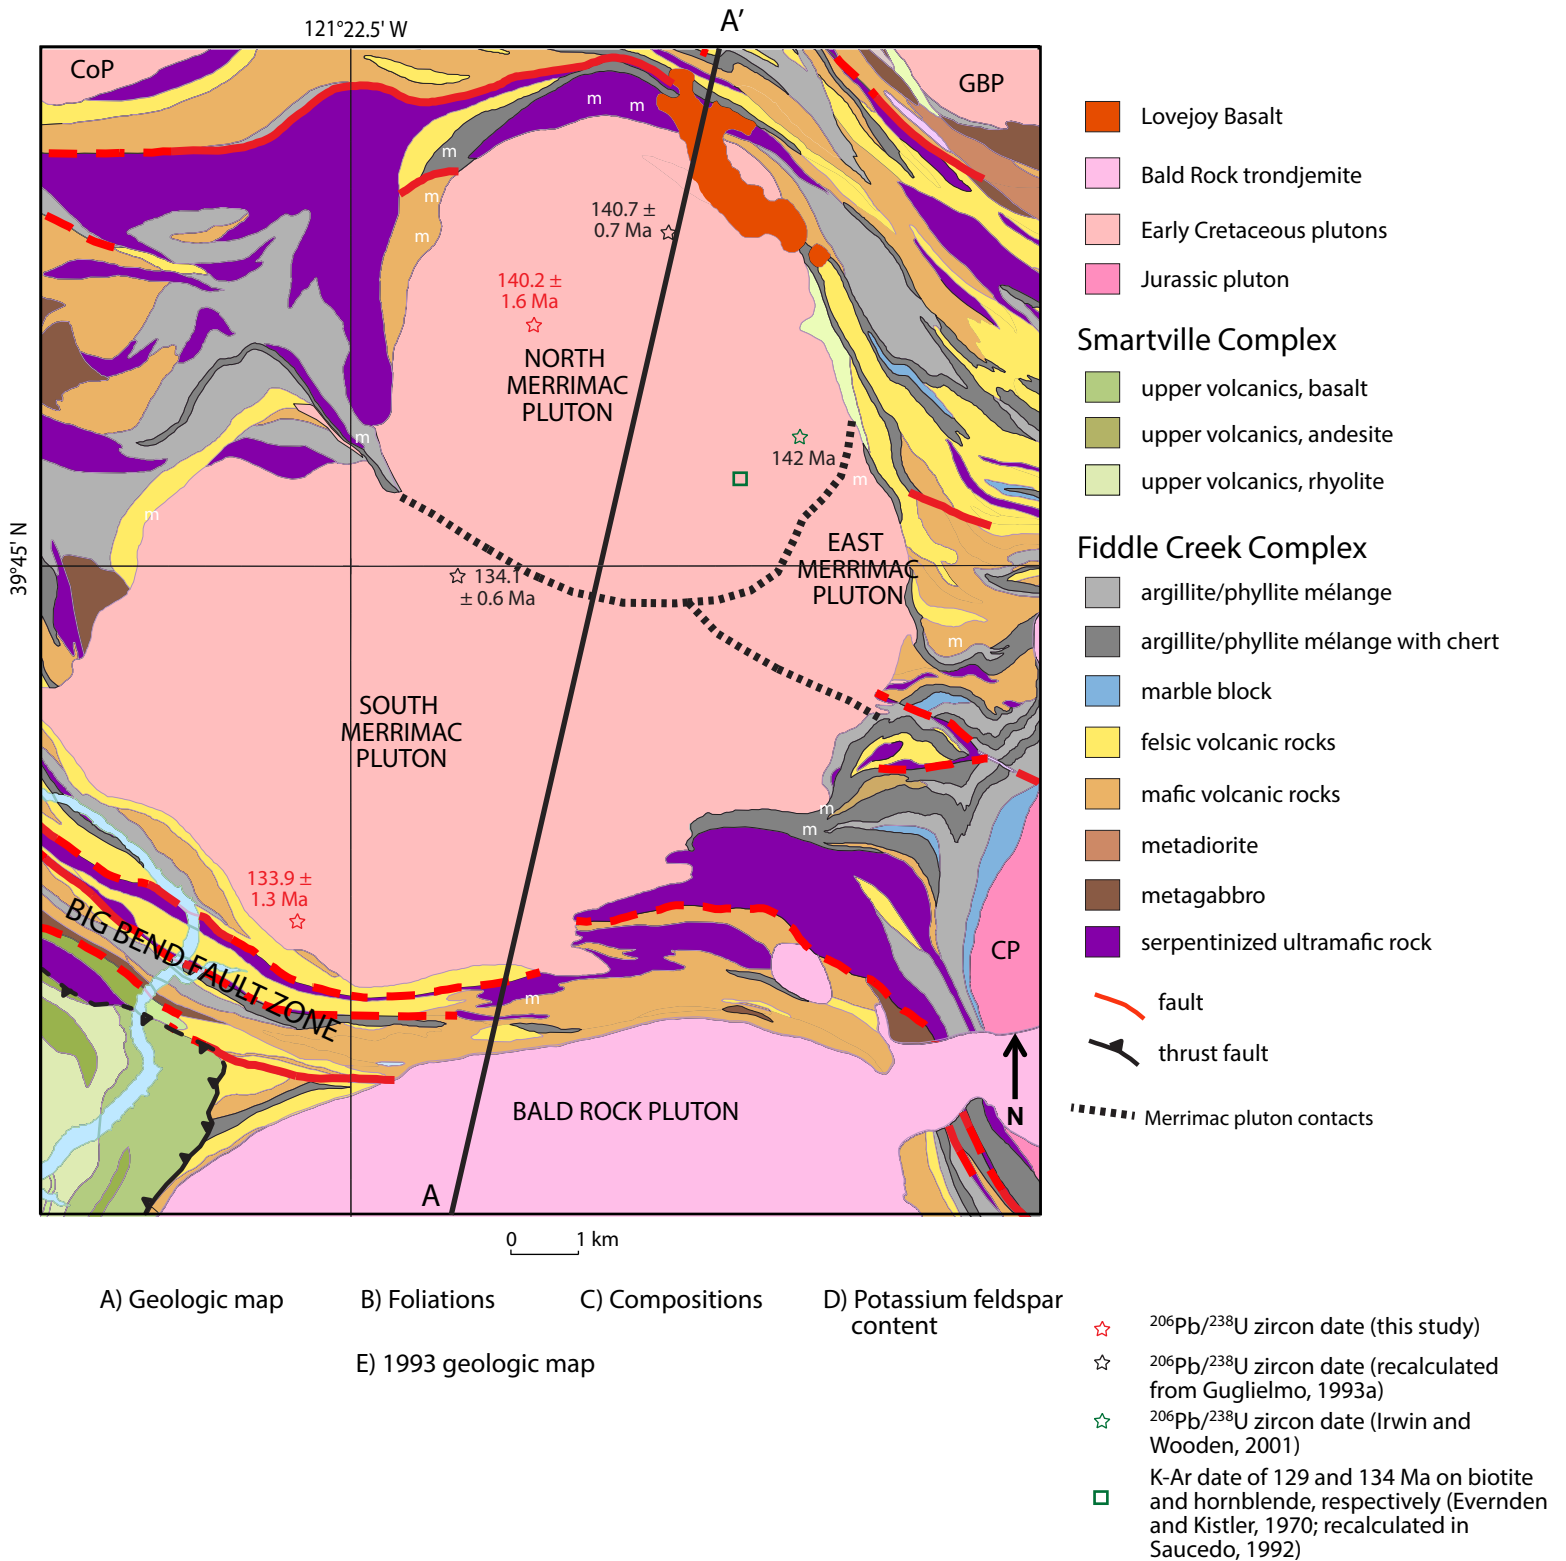 121°22.5' W
A′
CoP
GBP
m
m
m
m
m
140.7 ±
0.7 Ma
140.2 ±
1.6 Ma
NORTH
MERRIMAC
PLUTON
142 Ma
m
m
m
39°45' N
EAST
MERRIMAC
PLUTON
134.1
± 0.6 Ma
m
SOUTH
MERRIMAC
PLUTON
m
m
133.9 ±
1.3 Ma
BIG BEND FAULT ZONE
CP
m
BALD ROCK PLUTON
N
A
0 1 km
Lovejoy Basalt
Bald Rock trondjemite
Early Cretaceous plutons
Jurassic pluton
Smartville Complex
upper volcanics, basalt
upper volcanics, andesite
upper volcanics, rhyolite
Fiddle Creek Complex
argillite/phyllite mélange
argillite/phyllite mélange with chert
marble block
felsic volcanic rocks
mafic volcanic rocks
metadiorite
metagabbro
serpentinized ultramafic rock
fault
thrust fault
Merrimac pluton contacts
A) Geologic map B) Foliations C) Compositions D) Potassium feldspar
content
E) 1993 geologic map
²⁰⁶Pb/²³⁸U zircon date (this study)
²⁰⁶Pb/²³⁸U zircon date (recalculated
from Guglielmo, 1993a)
²⁰⁶Pb/²³⁸U zircon date (Irwin and
Wooden, 2001)
K-Ar date of 129 and 134 Ma on biotite
and hornblende, respectively (Evernden
and Kistler, 1970; recalculated in
Saucedo, 1992)